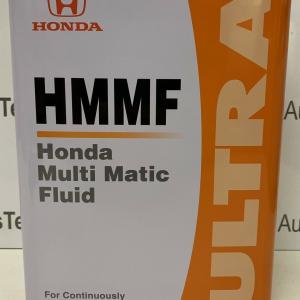 HONDA
HMMF
Honda
Multi Matic
Fluid
For Continuously
ULTRA